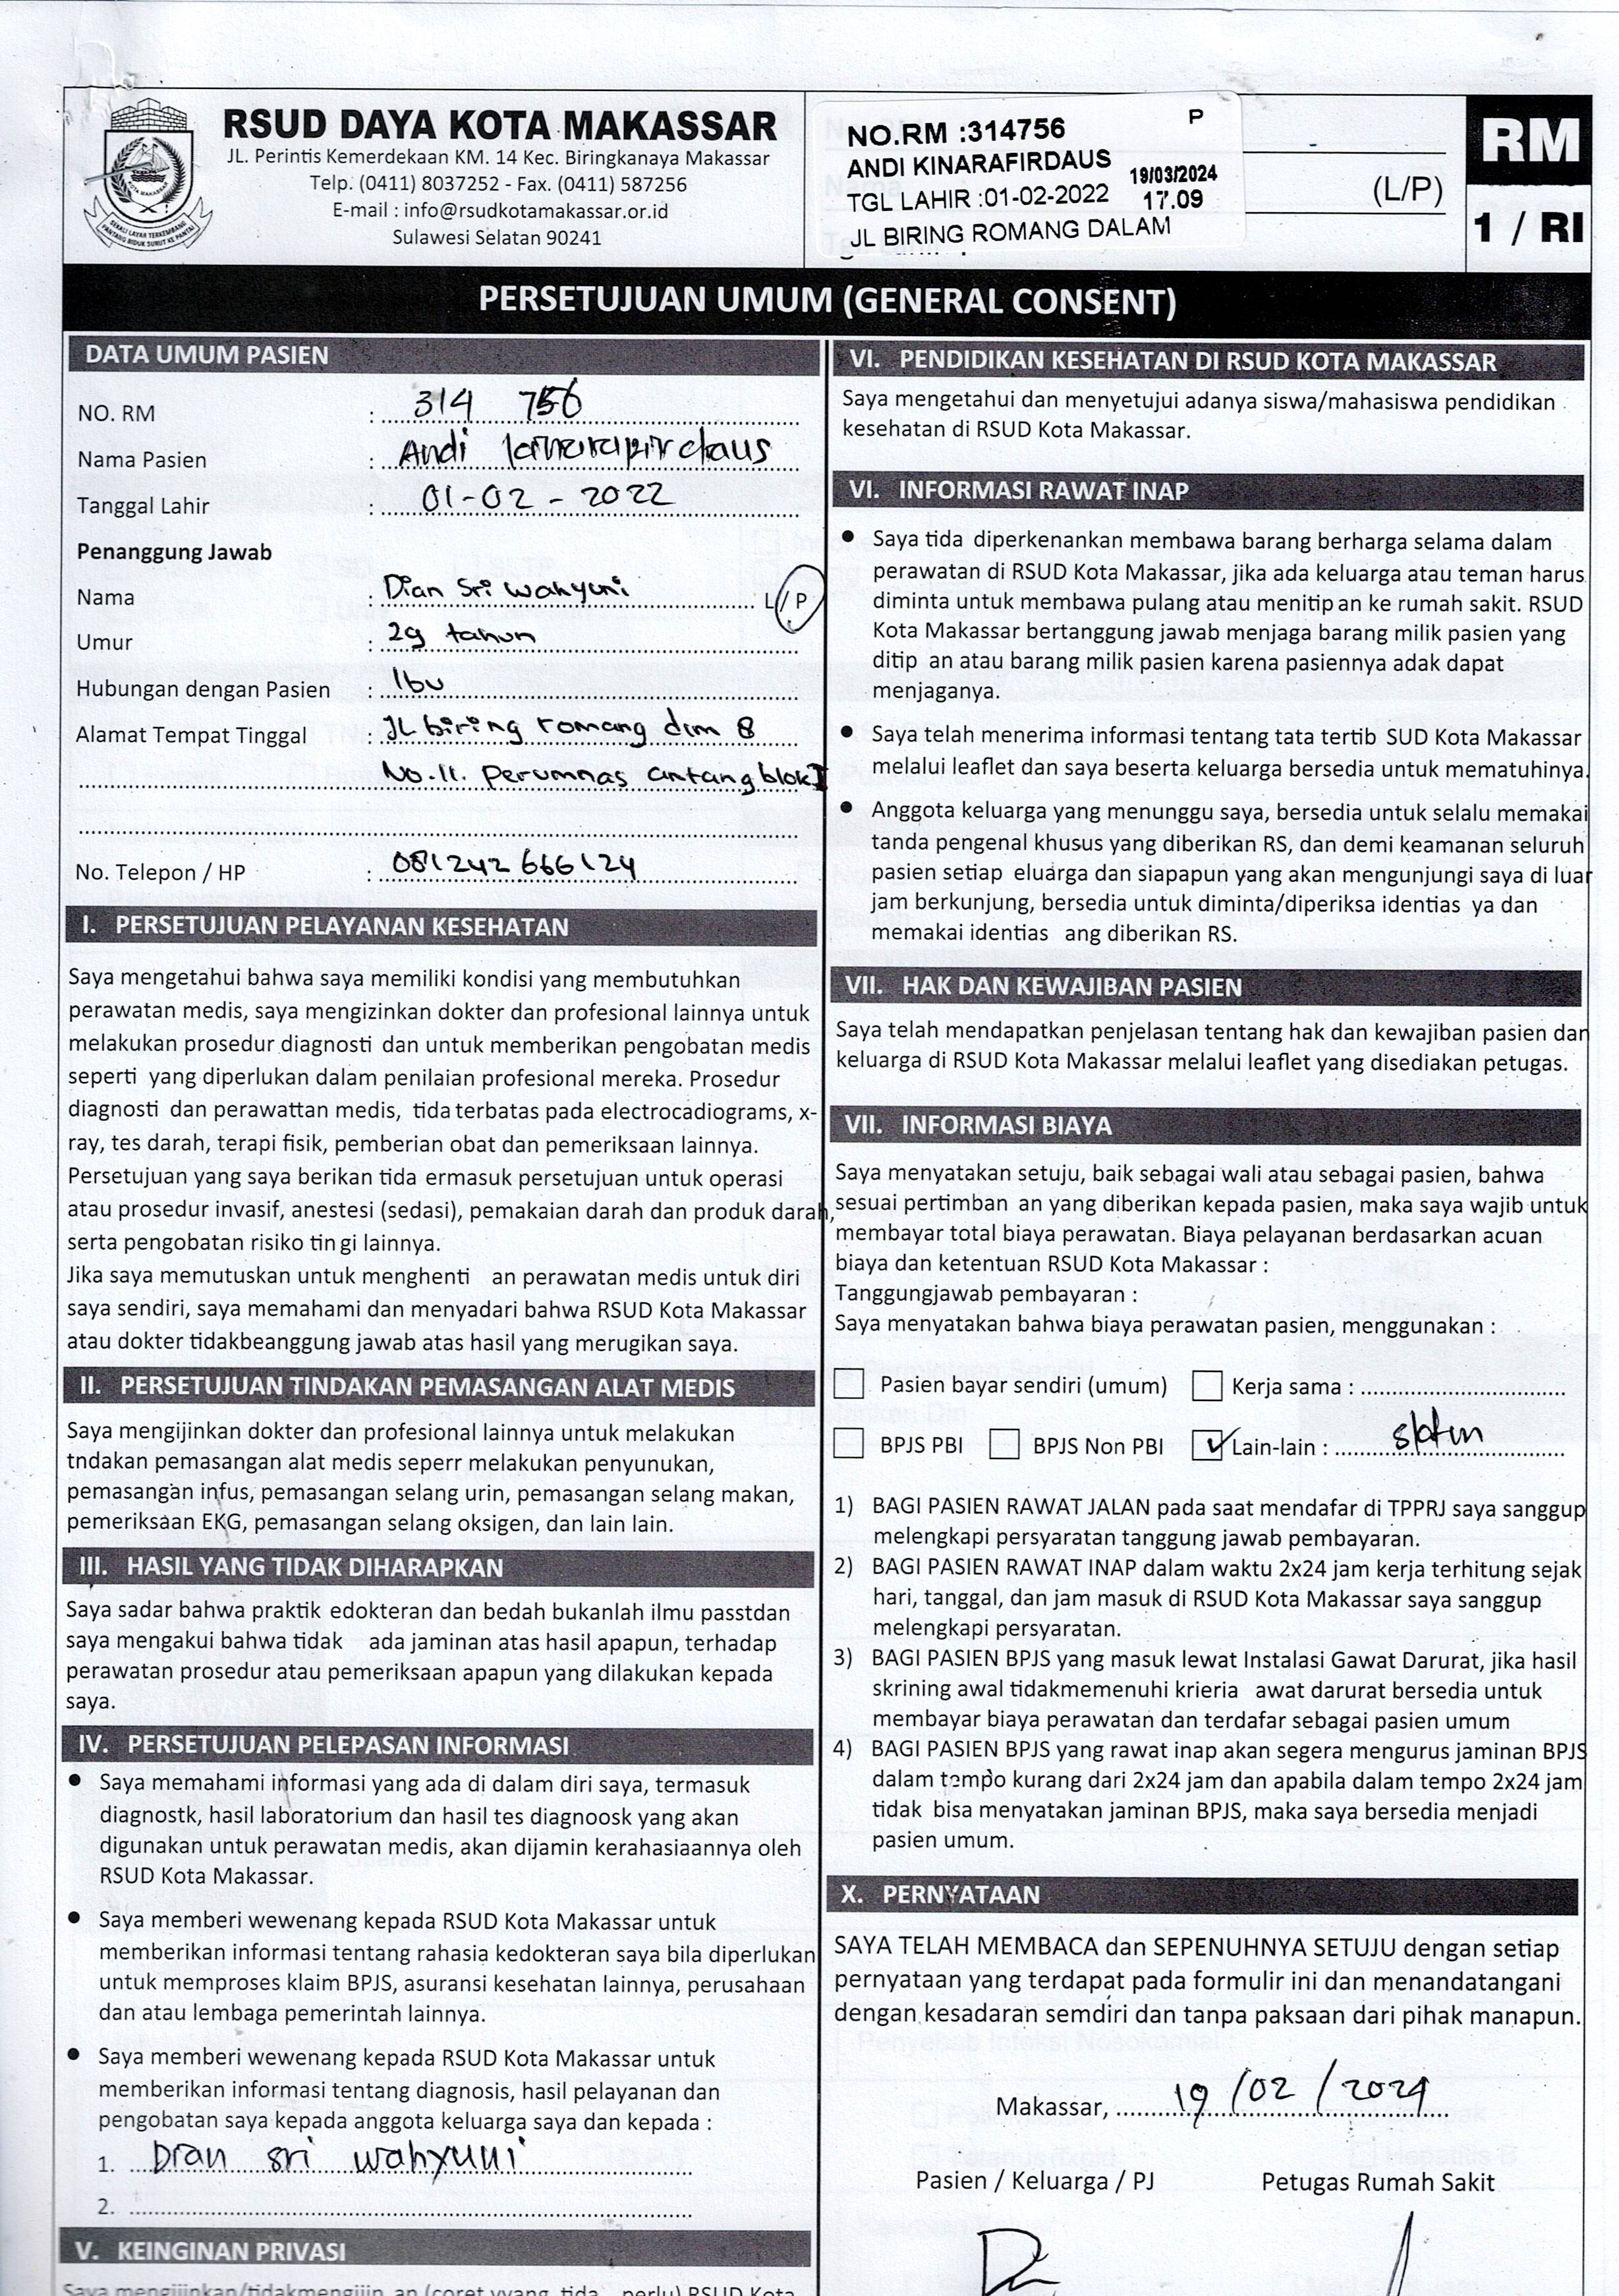 RSUD DAYA KOTA MAKASSAR
JL. Perintis Kemerdekaan KM. 14 Kec. Biringkanaya Makassar
Telp. (0411) 8037252 - Fax. (0411) 587256
E-mail : info@rsudkotamakassar.or.id
Sulawesi Selatan 90241
NO.RM :314756 P
ANDI KINARAFIRDAUS 19/03/2024
TGL LAHIR :01-02-2022 17.09
JL BIRING ROMANG DALAM
(L/P)
RM
1 / RI
PERSETUJUAN UMUM (GENERAL CONSENT)
DATA UMUM PASIEN
NO. RM : 314 756
Nama Pasien : Andi
Tanggal Lahir : 01-02-2022
Penanggung Jawab
Nama : Dian Sri Wahyuni L/P
Umur : 29 tahun
Hubungan dengan Pasien : Ibu
Alamat Tempat Tinggal : JL biring romang dlm 8
No.11. perumnas antang blok I
No. Telepon / HP : 081242666124
I. PERSETUJUAN PELAYANAN KESEHATAN
Saya mengetahui bahwa saya memiliki kondisi yang membutuhkan
perawatan medis, saya mengizinkan dokter dan profesional lainnya untuk
melakukan prosedur diagnosti dan untuk memberikan pengobatan medis
seperti yang diperlukan dalam penilaian profesional mereka. Prosedur
diagnosti dan perawattan medis, tida terbatas pada electrocadiograms, x-
ray, tes darah, terapi fisik, pemberian obat dan pemeriksaan lainnya.
Persetujuan yang saya berikan tida ermasuk persetujuan untuk operasi
atau prosedur invasif, anestesi (sedasi), pemakaian darah dan produk darah,
serta pengobatan risiko tin gi lainnya.
Jika saya memutuskan untuk menghenti an perawatan medis untuk diri
saya sendiri, saya memahami dan menyadari bahwa RSUD Kota Makassar
atau dokter tidakbeanggung jawab atas hasil yang merugikan saya.
II. PERSETUJUAN TINDAKAN PEMASANGAN ALAT MEDIS
Saya mengijinkan dokter dan profesional lainnya untuk melakukan
tndakan pemasangan alat medis seperr melakukan penyunukan,
pemasangan infus, pemasangan selang urin, pemasangan selang makan,
pemeriksaan EKG, pemasangan selang oksigen, dan lain lain.
III. HASIL YANG TIDAK DIHARAPKAN
Saya sadar bahwa praktik edokteran dan bedah bukanlah ilmu passtdan
saya mengakui bahwa tidak ada jaminan atas hasil apapun, terhadap
perawatan prosedur atau pemeriksaan apapun yang dilakukan kepada
saya.
IV. PERSETUJUAN PELEPASAN INFORMASI
• Saya memahami informasi yang ada di dalam diri saya, termasuk
diagnostk, hasil laboratorium dan hasil tes diagnoosk yang akan
digunakan untuk perawatan medis, akan dijamin kerahasiaannya oleh
RSUD Kota Makassar.
• Saya memberi wewenang kepada RSUD Kota Makassar untuk
memberikan informasi tentang rahasia kedokteran saya bila diperlukan
untuk memproses klaim BPJS, asuransi kesehatan lainnya, perusahaan
dan atau lembaga pemerintah lainnya.
• Saya memberi wewenang kepada RSUD Kota Makassar untuk
memberikan informasi tentang diagnosis, hasil pelayanan dan
pengobatan saya kepada anggota keluarga saya dan kepada :
1. Dian sri wahyuni
2.
V. KEINGINAN PRIVASI
Saya mengijinkan/tidakmengijin an (coret yyang tida perlu) RSUD Kota
VI. PENDIDIKAN KESEHATAN DI RSUD KOTA MAKASSAR
Saya mengetahui dan menyetujui adanya siswa/mahasiswa pendidikan
kesehatan di RSUD Kota Makassar.
VI. INFORMASI RAWAT INAP
• Saya tida diperkenankan membawa barang berharga selama dalam
perawatan di RSUD Kota Makassar, jika ada keluarga atau teman harus
diminta untuk membawa pulang atau menitip an ke rumah sakit. RSUD
Kota Makassar bertanggung jawab menjaga barang milik pasien yang
ditip an atau barang milik pasien karena pasiennya adak dapat
menjaganya.
• Saya telah menerima informasi tentang tata tertib SUD Kota Makassar
melalui leaflet dan saya beserta keluarga bersedia untuk mematuhinya.
• Anggota keluarga yang menunggu saya, bersedia untuk selalu memakai
tanda pengenal khusus yang diberikan RS, dan demi keamanan seluruh
pasien setiap eluarga dan siapapun yang akan mengunjungi saya di luar
jam berkunjung, bersedia untuk diminta/diperiksa identias ya dan
memakai identias ang diberikan RS.
VII. HAK DAN KEWAJIBAN PASIEN
Saya telah mendapatkan penjelasan tentang hak dan kewajiban pasien dan
keluarga di RSUD Kota Makassar melalui leaflet yang disediakan petugas.
VII. INFORMASI BIAYA
Saya menyatakan setuju, baik sebagai wali atau sebagai pasien, bahwa
sesuai pertimban an yang diberikan kepada pasien, maka saya wajib untuk
membayar total biaya perawatan. Biaya pelayanan berdasarkan acuan
biaya dan ketentuan RSUD Kota Makassar :
Tanggungjawab pembayaran :
Saya menyatakan bahwa biaya perawatan pasien, menggunakan :
Pasien bayar sendiri (umum) Kerja sama :
BPJS PBI BPJS Non PBI ✓ Lain-lain : sktm
1) BAGI PASIEN RAWAT JALAN pada saat mendafar di TPPRJ saya sanggup
melengkapi persyaratan tanggung jawab pembayaran.
2) BAGI PASIEN RAWAT INAP dalam waktu 2x24 jam kerja terhitung sejak
hari, tanggal, dan jam masuk di RSUD Kota Makassar saya sanggup
melengkapi persyaratan.
3) BAGI PASIEN BPJS yang masuk lewat Instalasi Gawat Darurat, jika hasil
skrining awal tidakmemenuhi krieria awat darurat bersedia untuk
membayar biaya perawatan dan terdafar sebagai pasien umum
4) BAGI PASIEN BPJS yang rawat inap akan segera mengurus jaminan BPJS
dalam tempo kurang dari 2x24 jam dan apabila dalam tempo 2x24 jam
tidak bisa menyatakan jaminan BPJS, maka saya bersedia menjadi
pasien umum.
X. PERNYATAAN
SAYA TELAH MEMBACA dan SEPENUHNYA SETUJU dengan setiap
pernyataan yang terdapat pada formulir ini dan menandatangani
dengan kesadaran semdiri dan tanpa paksaan dari pihak manapun.
Makassar, 19/02/2024
Pasien / Keluarga / PJ Petugas Rumah Sakit